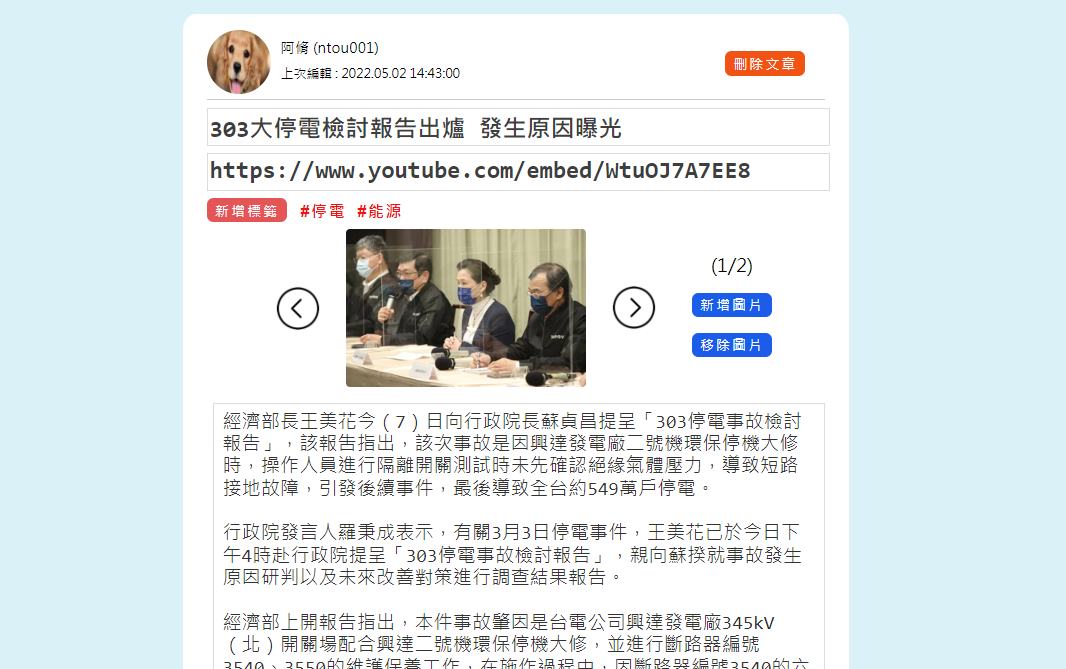 阿脩 (ntou001)
上次編輯 : 2022.05.02 14:43:00
刪除文章
303大停電檢討報告出爐 發生原因曝光
https://www.youtube.com/embed/WtuOJ7A7EE8
新增標籤 #停電 #能源
(1/2)
新增圖片
移除圖片
經濟部長王美花今（7）日向行政院長蘇貞昌提呈「303停電事故檢討
報告」，該報告指出，該次事故是因興達發電廠二號機環保停機大修
時，操作人員進行隔離開關測試時未先確認絕緣氣體壓力，導致短路
接地故障，引發後續事件，最後導致全台約549萬戶停電。
行政院發言人羅秉成表示，有關3月3日停電事件，王美花已於今日下
午4時赴行政院提呈「303停電事故檢討報告」，親向蘇揆就事故發生
原因研判以及未來改善對策進行調查結果報告。
經濟部上開報告指出，本件事故肇因是台電公司興達發電廠345kV
（北）開關場配合興達二號機環保停機大修，並進行斷路器編號
3540、3550的維護保養工作，在施作過程中，因斷路器編號3540的六